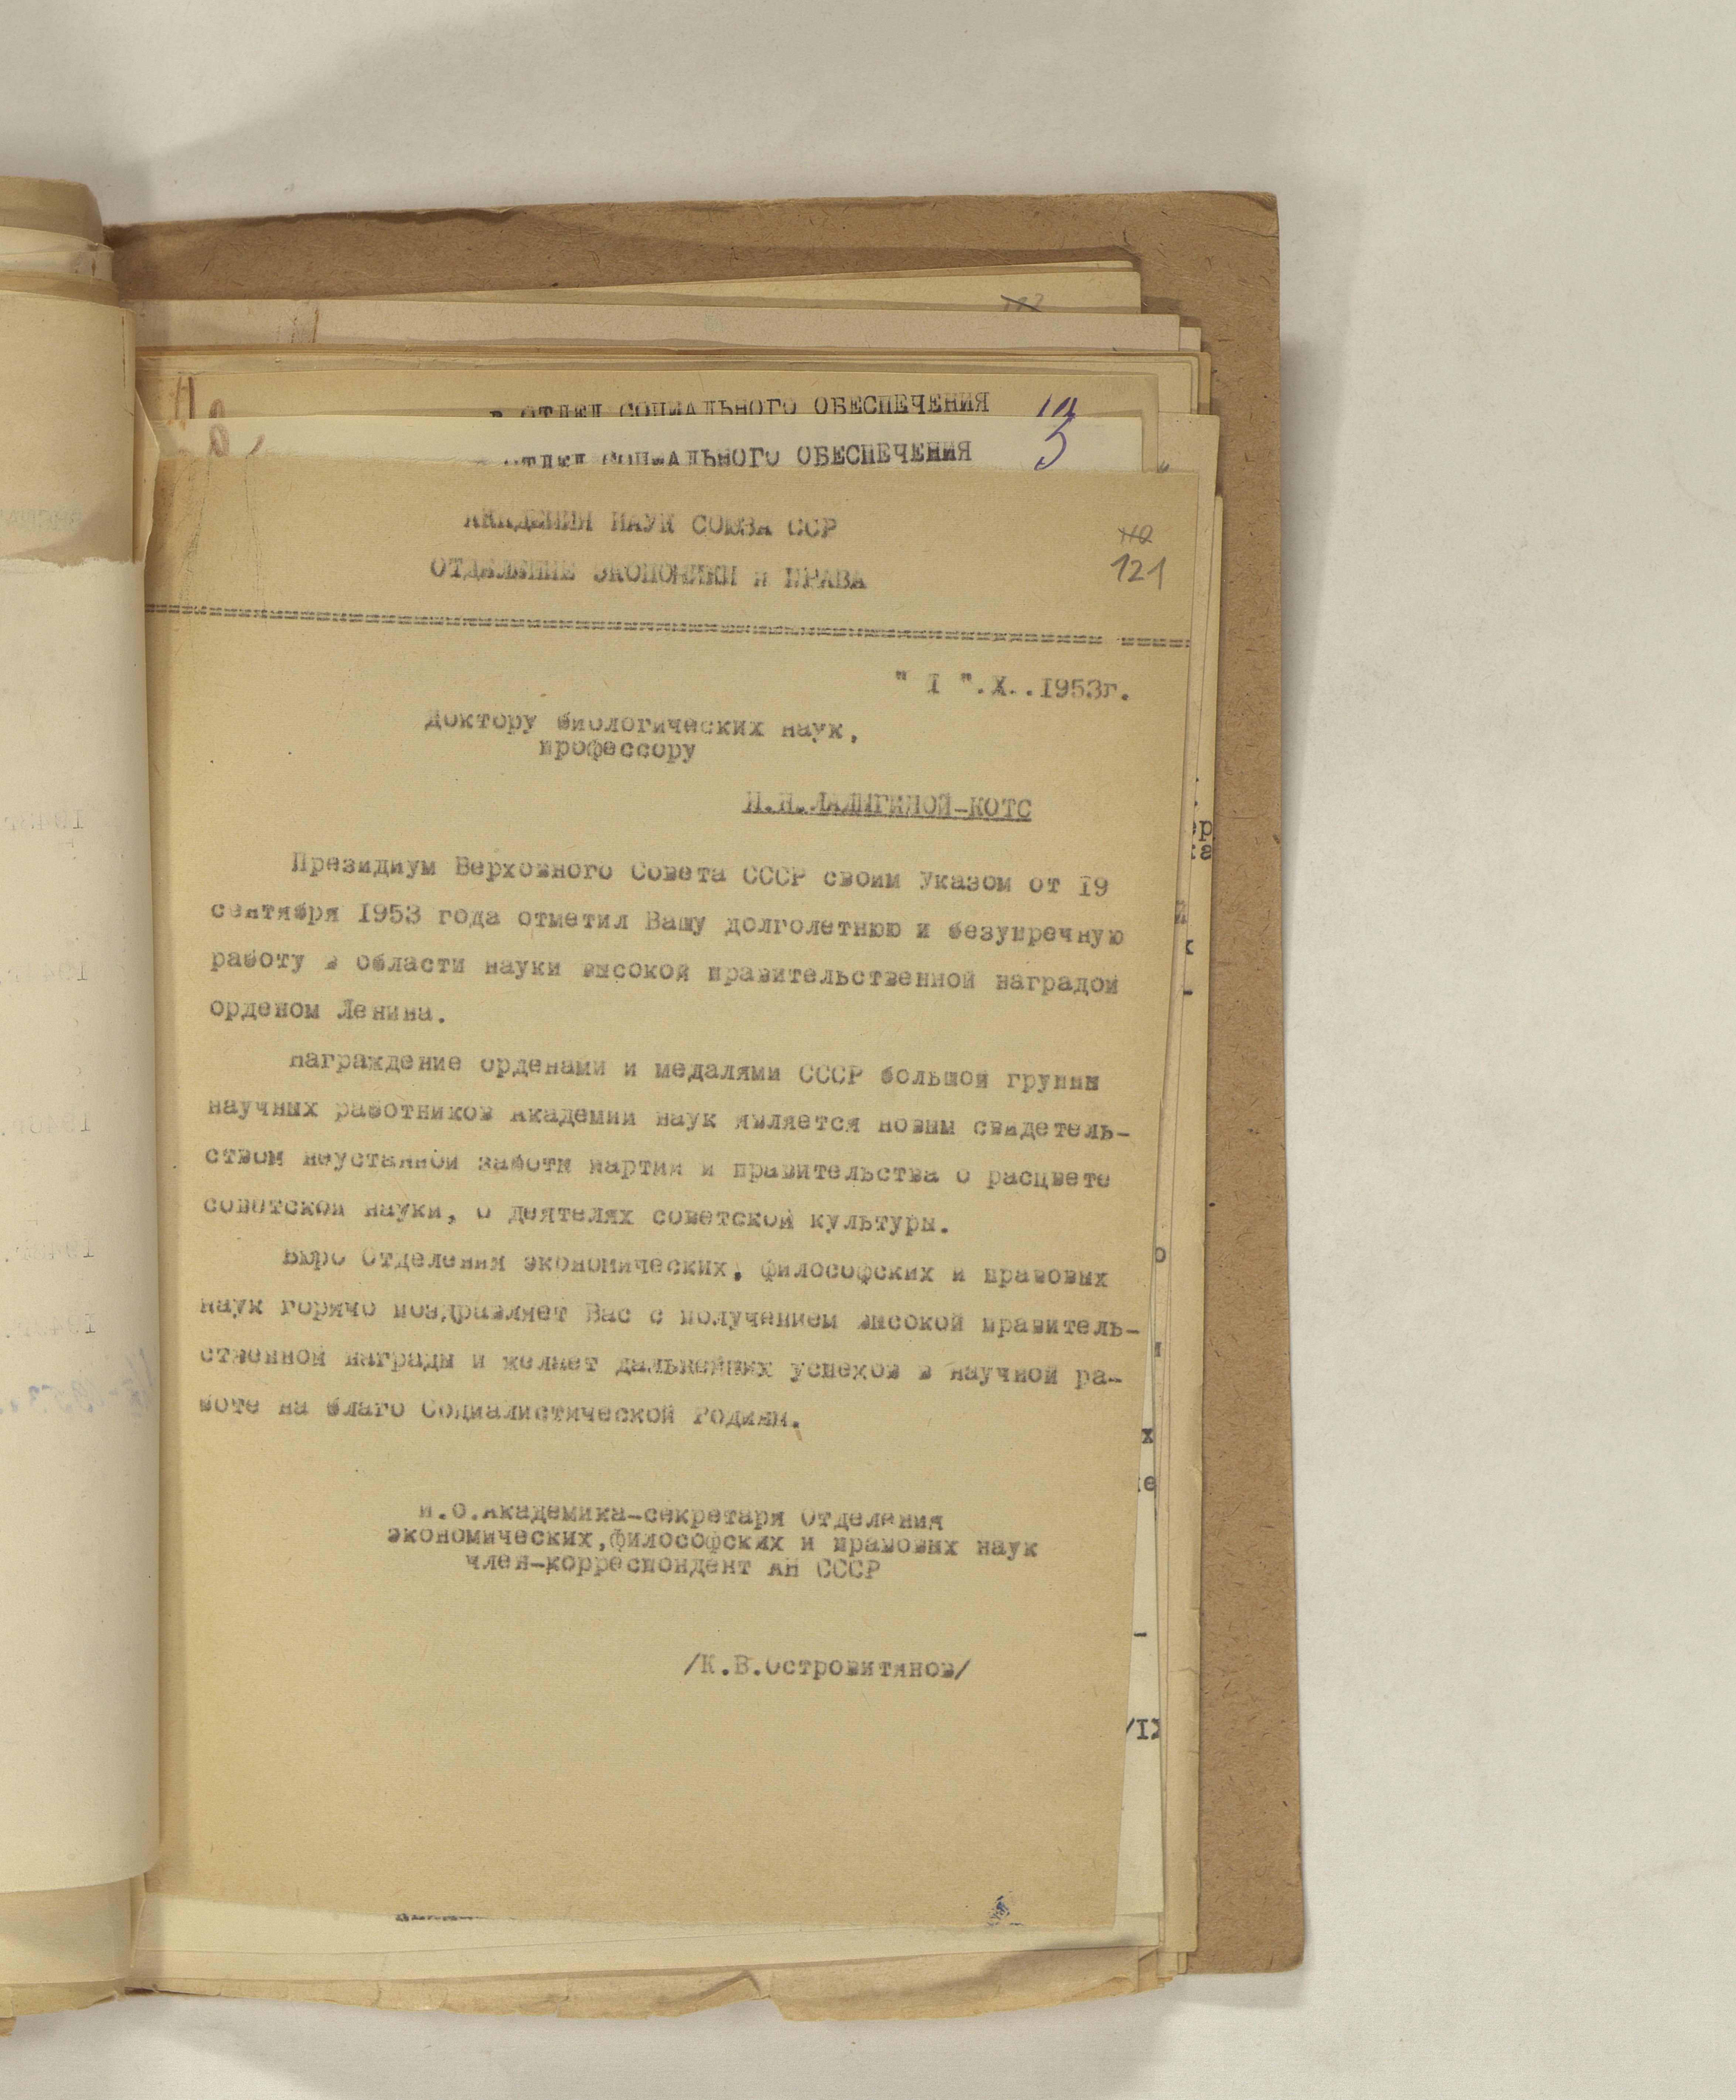 ОТДЕЛ СОЦИАЛЬНОГО ОБЕСПЕЧЕНИЯ
ОТДЕЛ СОЦИАЛЬНОГО ОБЕСПЕЧЕНИЯ
АКАДЕМИЯ НАУК СОЮЗА ССР
ОТДЕЛЕНИЕ ЭКОНОМИКИ и ПРАВА
110
121
" I ".X..1953г.
Доктору биологических наук,
профессору
Н.Н.ЛАДЫГИНОЙ-КОТС
Президиум Верховного Совета СССР своим Указом от 19
сентября 1953 года отметил Вашу долголетнюю и безупречную
работу в области науки высокой правительственной наградой
орденом Ленина.
Награждение орденами и медалями СССР большой группы
научных работников Академии наук является новым свидетель-
ством неустанной заботы партии и правительства о расцвете
советской науки, о деятелях советской культуры.
Бюро Отделения экономических, философских и правовых
наук горячо поздравляет Вас с получением высокой правитель-
ственной награды и желает дальнейших успехов в научной ра-
боте на благо Социалистической Родины.
И.о.Академика-секретаря Отделения
экономических,философских и правовых наук
член-корреспондент АН СССР
/К.В.Островитянов/